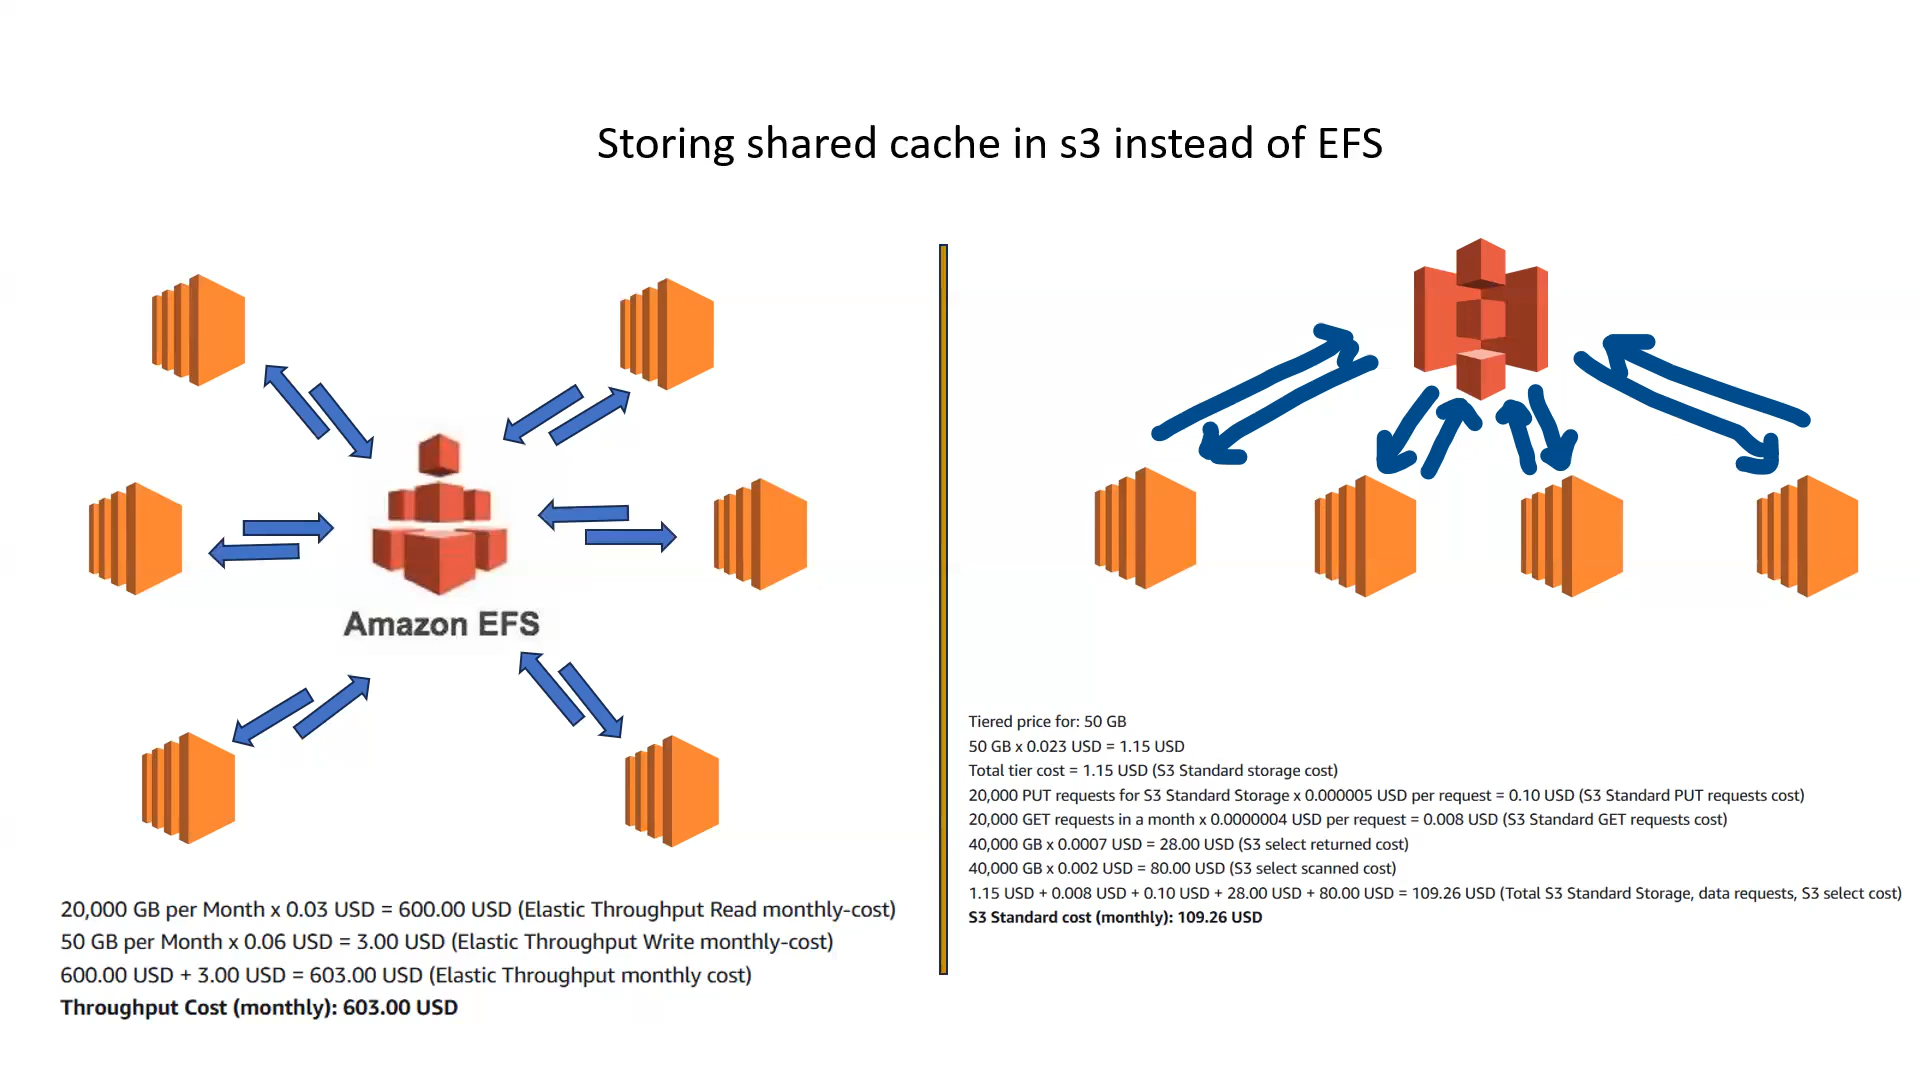 Storing shared cache in s3 instead of EFS
Amazon EFS
20,000 GB per Month x 0.03 USD = 600.00 USD (Elastic Throughput Read monthly-cost)
50 GB per Month x 0.06 USD = 3.00 USD (Elastic Throughput Write monthly-cost)
600.00 USD + 3.00 USD = 603.00 USD (Elastic Throughput monthly cost)
Throughput Cost (monthly): 603.00 USD
Tiered price for: 50 GB
50 GB x 0.023 USD = 1.15 USD
Total tier cost = 1.15 USD (S3 Standard storage cost)
20,000 PUT requests for S3 Standard Storage x 0.000005 USD per request = 0.10 USD (S3 Standard PUT requests cost)
20,000 GET requests in a month x 0.0000004 USD per request = 0.008 USD (S3 Standard GET requests cost)
40,000 GB x 0.0007 USD = 28.00 USD (S3 select returned cost)
40,000 GB x 0.002 USD = 80.00 USD (S3 select scanned cost)
1.15 USD + 0.008 USD + 0.10 USD + 28.00 USD + 80.00 USD = 109.26 USD (Total S3 Standard Storage, data requests, S3 select cost)
S3 Standard cost (monthly): 109.26 USD